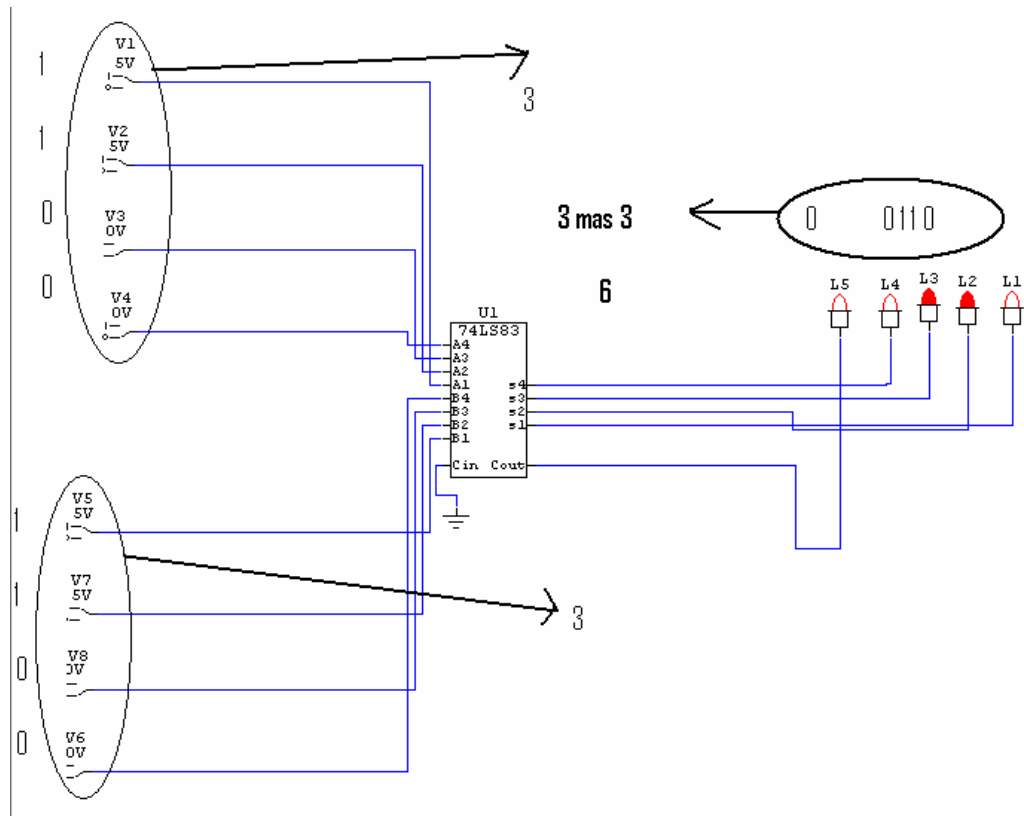 1
V1
5V
3
1
V2
5V
0
V3
0V
0
V4
0V
3 mas 3
0 0110
6
L5 L4 L3 L2 L1
U1
74LS83
A4
A3
A2
A1 s4
B4 s3
B3 s2
B2 s1
B1
Cin Cout
1
V5
5V
1
V7
5V
3
0
V8
0V
0
V6
0V